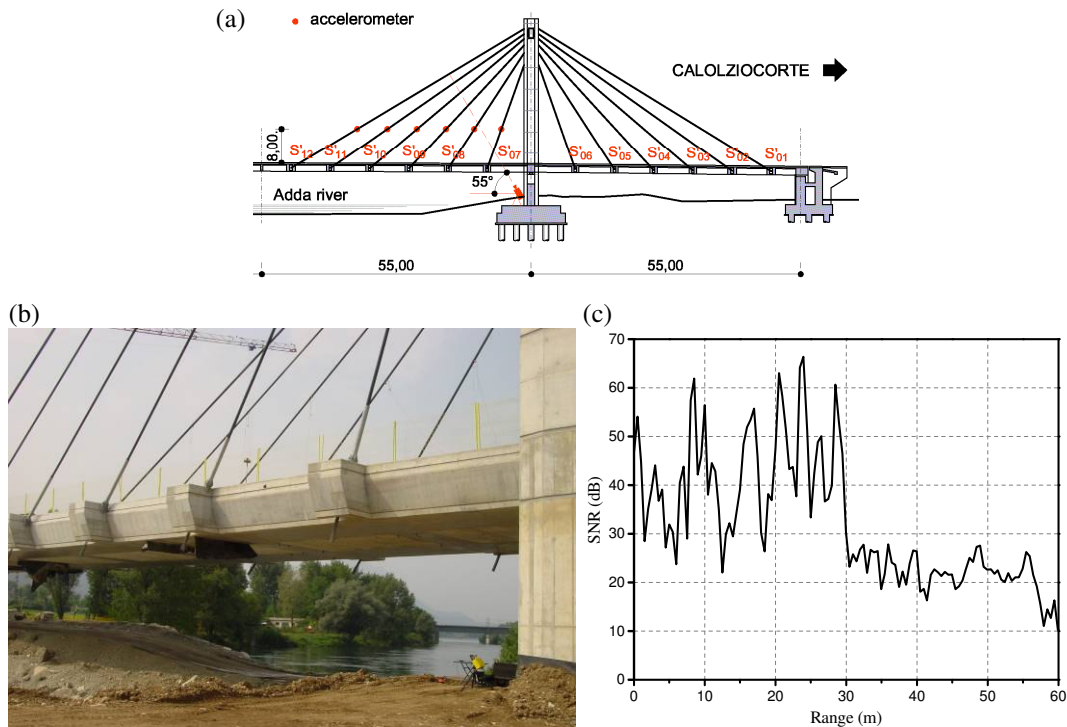 (a)
accelerometer
CALOLZIOCORTE
8,00
S'12 S'11 S'10 S'09 S'08 S'07 S'06 S'05 S'04 S'03 S'02 S'01
55°
Adda river
55,00 55,00
(b)
(c)
70
60
50
40
30
20
10
0
SNR (dB)
0 10 20 30 40 50 60
Range (m)